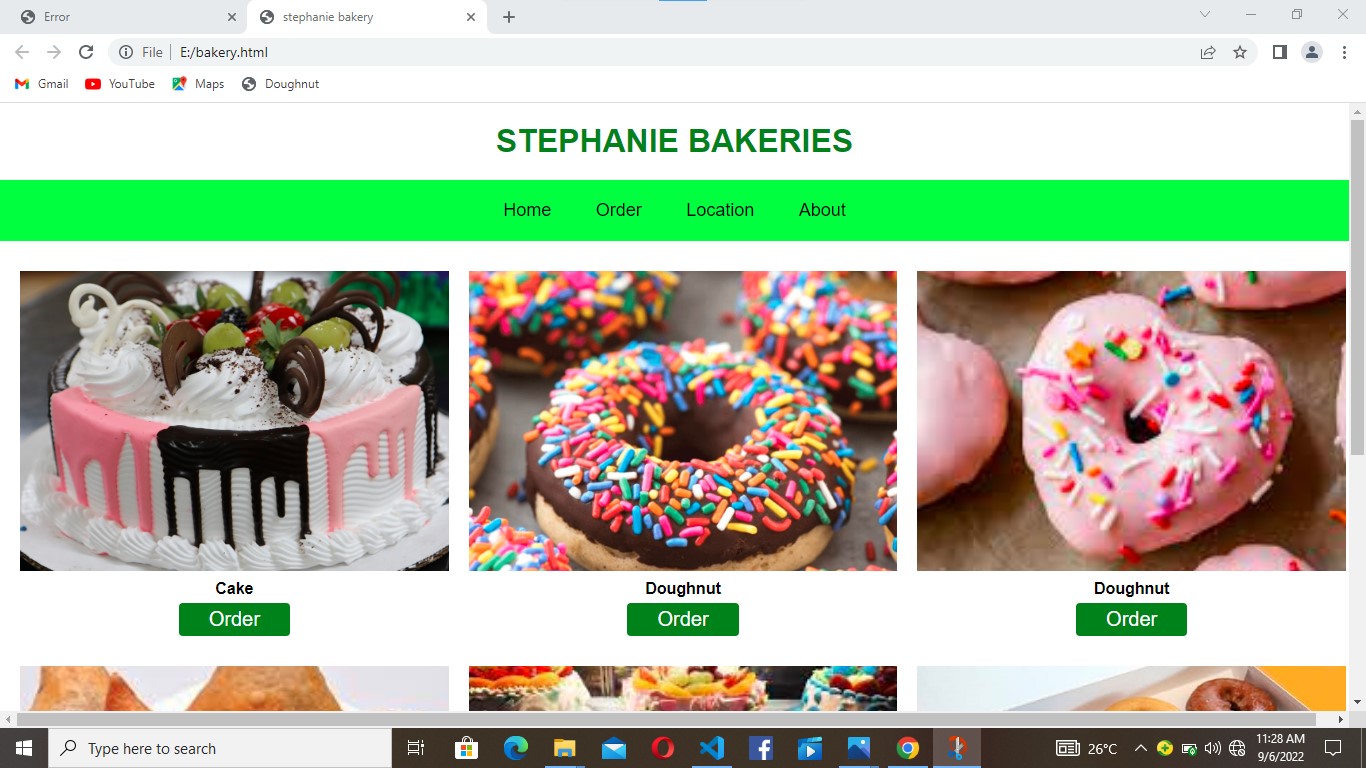 Error
stephanie bakery
File E:/bakery.html
Gmail YouTube Maps Doughnut
STEPHANIE BAKERIES
Home Order Location About
Cake Doughnut Doughnut
Order Order Order
Type here to search
26°C
11:28 AM
9/6/2022